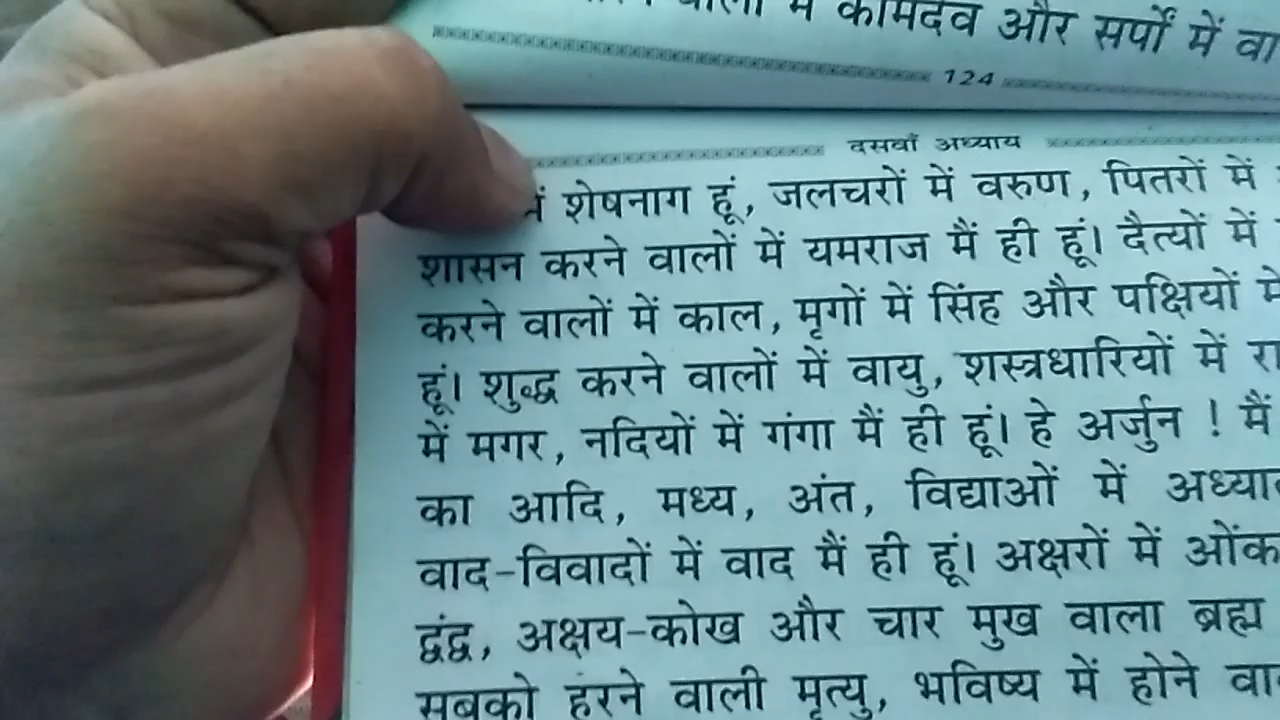 में कामदेव और सर्पों में
124
दसवाँ अध्याय
शेषनाग हूं, जलचरों में वरुण, पितरों में
शासन करने वालों में यमराज मैं ही हूं। दैत्यों में
करने वालों में काल, मृगों में सिंह और पक्षियों
हूं। शुद्ध करने वालों में वायु, शस्त्रधारियों में
में मगर, नदियों में गंगा मैं ही हूं। हे अर्जुन ! मैं
का आदि, मध्य, अंत, विद्याओं में
वाद-विवादों में वाद मैं ही हूं। अक्षरों में
द्वंद्व, अक्षय-कोख और चार मुख वाला ब्रह्म
सबको हरने वाली मृत्यु, भविष्य में होने